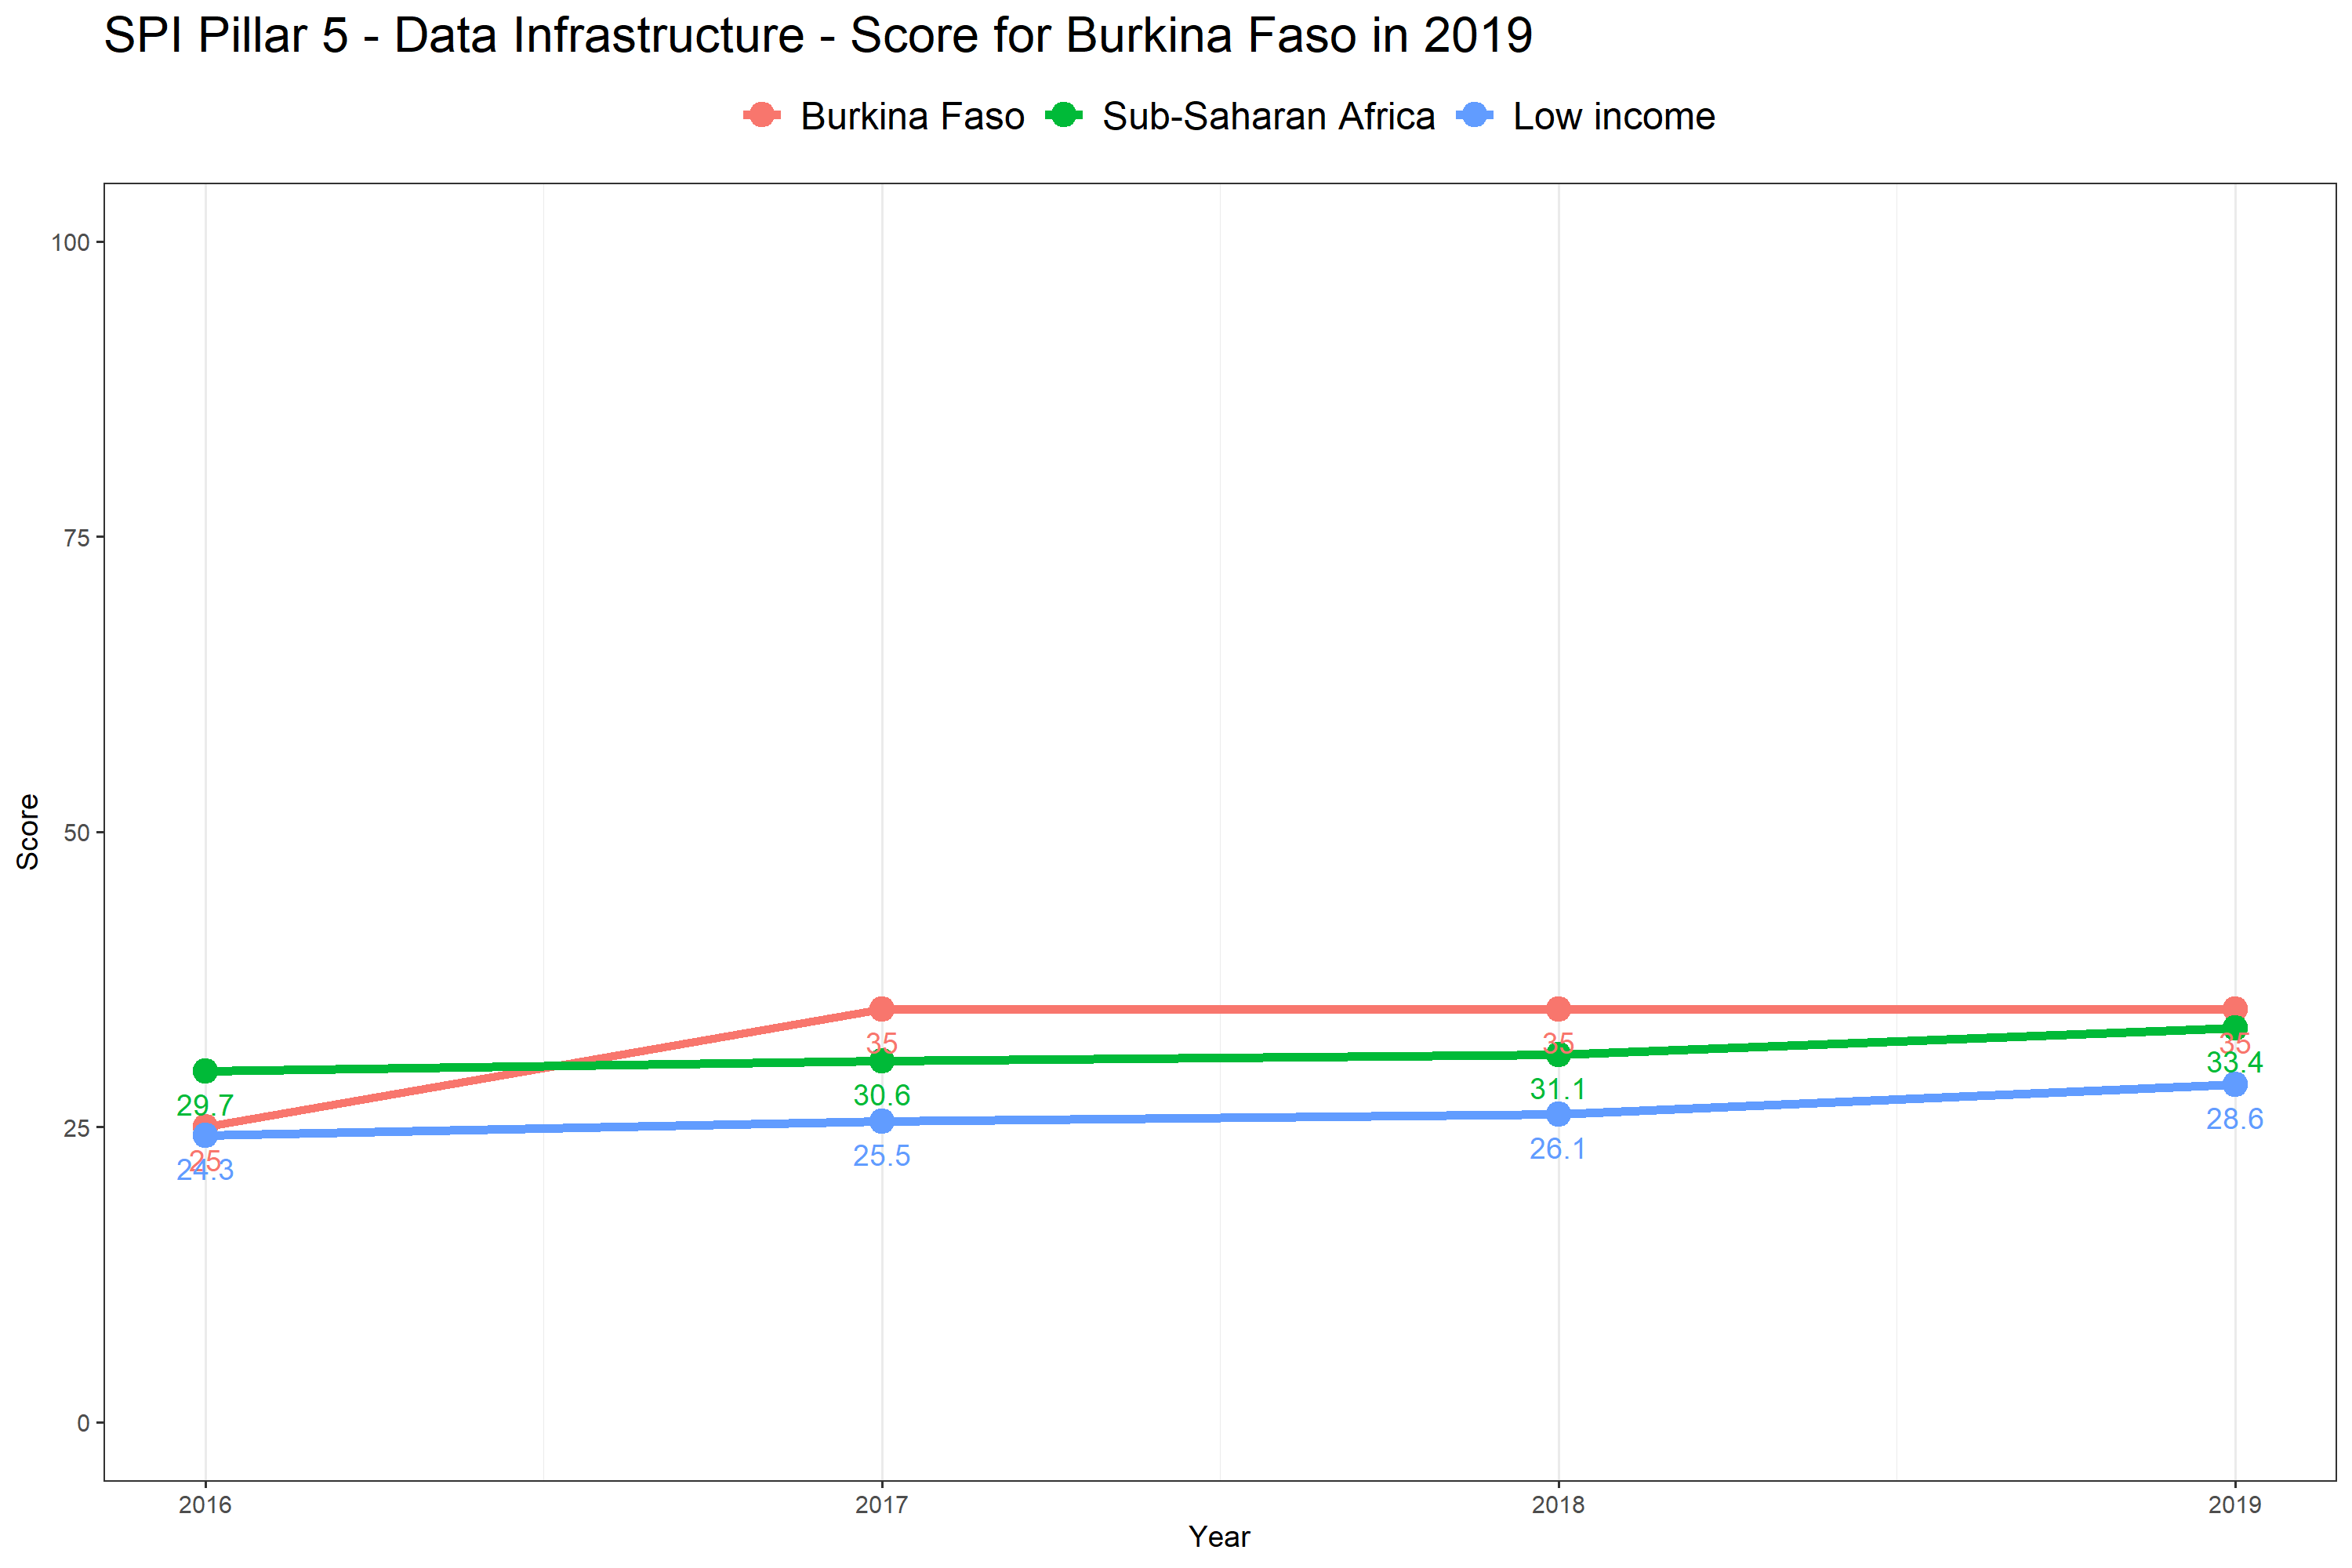 SPI Pillar 5 - Data Infrastructure - Score for Burkina Faso in 2019
Burkina Faso Sub-Saharan Africa Low income
100
75
50
25
0
Score
35 35 35
33.4
29.7 30.6 31.1
28.6
25
24.3 25.5 26.1
2016 2017 2018 2019
Year